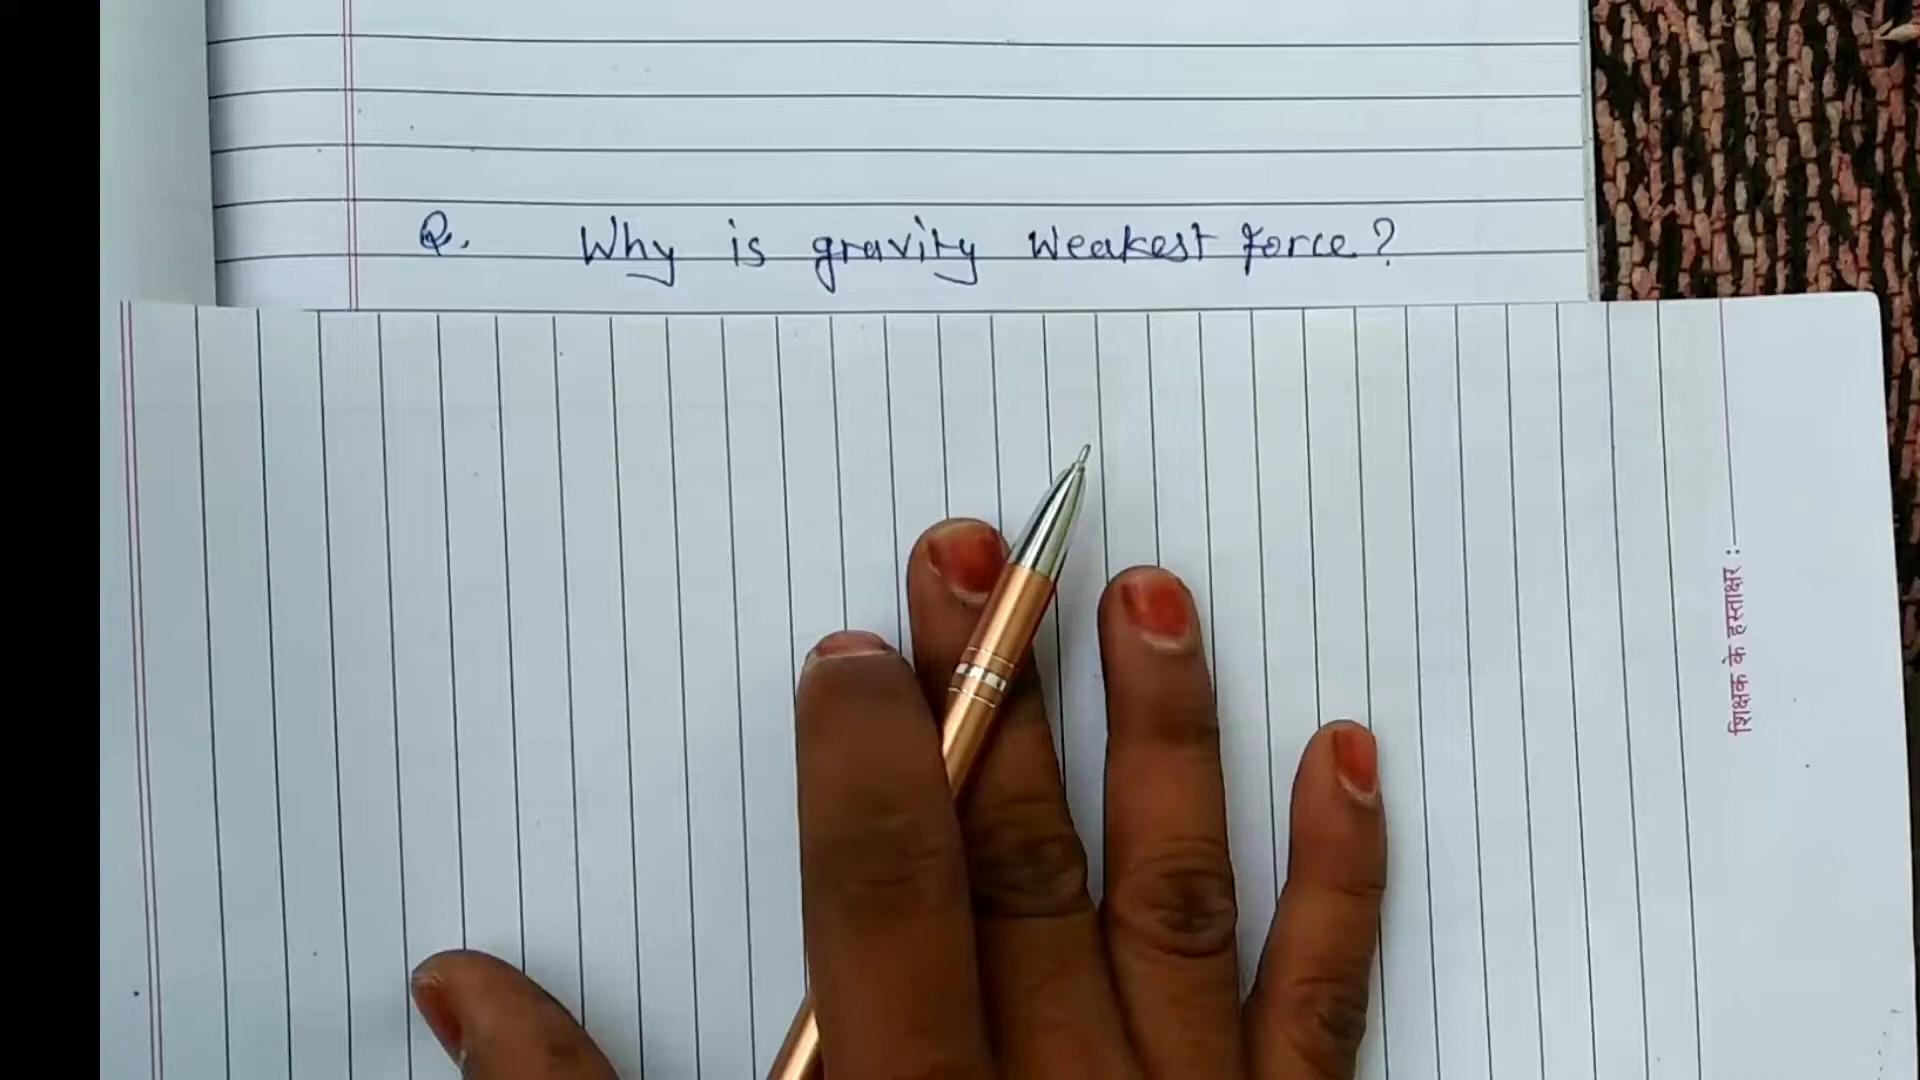 Q. Why is gravity weakest force?
शिक्षक के हस्ताक्षर :